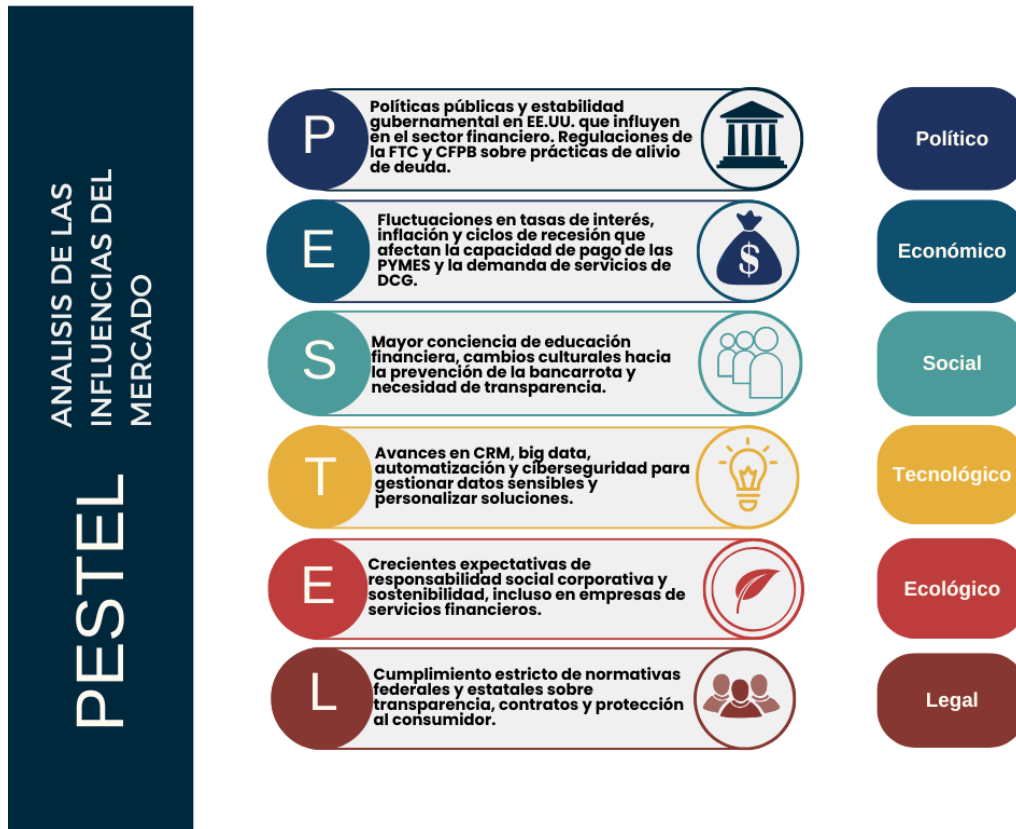 ANALISIS DE LAS
INFLUENCIAS DEL
MERCADO
PESTEL
P
Políticas públicas y estabilidad
gubernamental en EE.UU. que influyen
en el sector financiero. Regulaciones de
la FTC y CFPB sobre prácticas de alivio
de deuda.
Político
E
Fluctuaciones en tasas de interés,
inflación y ciclos de recesión que
afectan la capacidad de pago de las
PYMES y la demanda de servicios de
DCG.
$
Económico
S
Mayor conciencia de educación
financiera, cambios culturales hacia
la prevención de la bancarrota y
necesidad de transparencia.
Social
T
Avances en CRM, big data,
automatización y ciberseguridad para
gestionar datos sensibles y
personalizar soluciones.
Tecnológico
E
Crecientes expectativas de
responsabilidad social corporativa y
sostenibilidad, incluso en empresas de
servicios financieros.
Ecológico
L
Cumplimiento estricto de normativas
federales y estatales sobre
transparencia, contratos y protección
al consumidor.
Legal